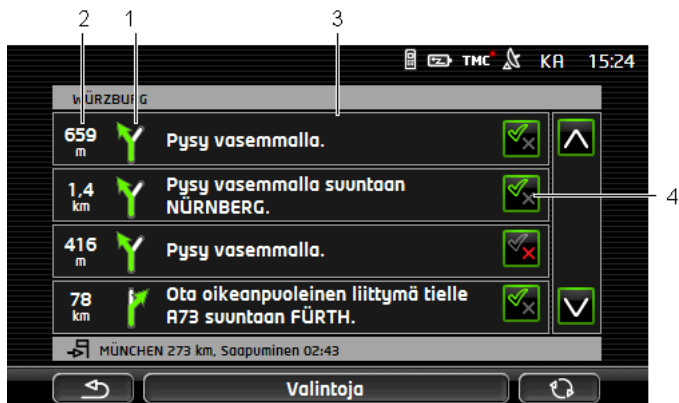 2 1 3
TMC KA 15:24
WÜRZBURG
659 m Pysy vasemmalla.
1,4 km Pysy vasemmalla suuntaan
NÜRNBERG.
4
416 m Pysy vasemmalla.
78 km Ota oikeanpuoleinen liittymä tielle
A73 suuntaan FÜRTH.
MÜNCHEN 273 km, Saapuminen 02:43
Valintoja